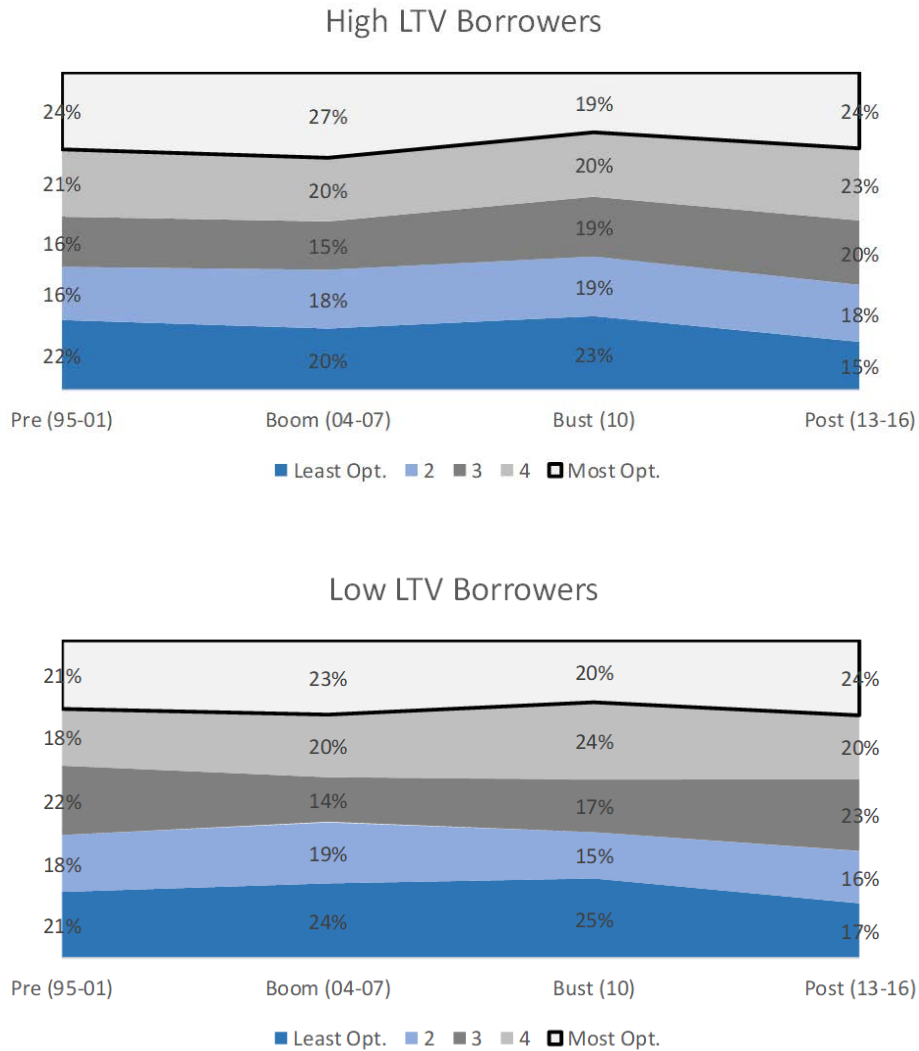 High LTV Borrowers
24% 27% 19% 24%
21% 20% 20% 23%
16% 15% 19% 20%
16% 18% 19% 18%
22% 20% 23% 15%
Pre (95-01) Boom (04-07) Bust (10) Post (13-16)
Least Opt. 2 3 4 Most Opt.
Low LTV Borrowers
21% 23% 20% 24%
18% 20% 24% 20%
22% 14% 17% 23%
18% 19% 15% 16%
21% 24% 25% 17%
Pre (95-01) Boom (04-07) Bust (10) Post (13-16)
Least Opt. 2 3 4 Most Opt.